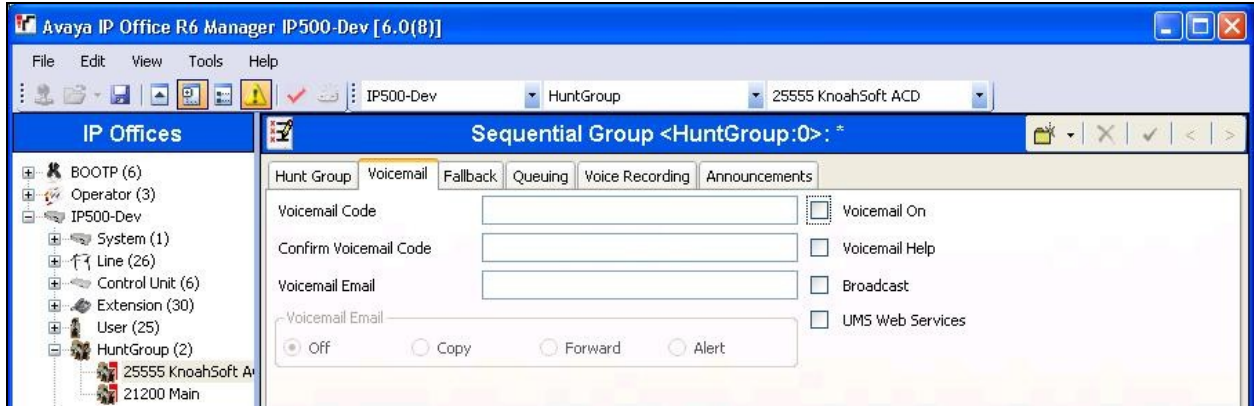 Avaya IP Office R6 Manager IP500-Dev [6.0(8)]
File Edit View Tools Help
IP500-Dev HuntGroup 25555 KnoahSoft ACD
IP Offices
BOOTP (6)
Operator (3)
IP500-Dev
System (1)
Line (26)
Control Unit (6)
Extension (30)
User (25)
HuntGroup (2)
25555 KnoahSoft A
21200 Main
Sequential Group <HuntGroup:0>: *
Hunt Group Voicemail Fallback Queuing Voice Recording Announcements
Voicemail Code Voicemail On
Confirm Voicemail Code Voicemail Help
Voicemail Email Broadcast
Voicemail Email UMS Web Services
Off Copy Forward Alert